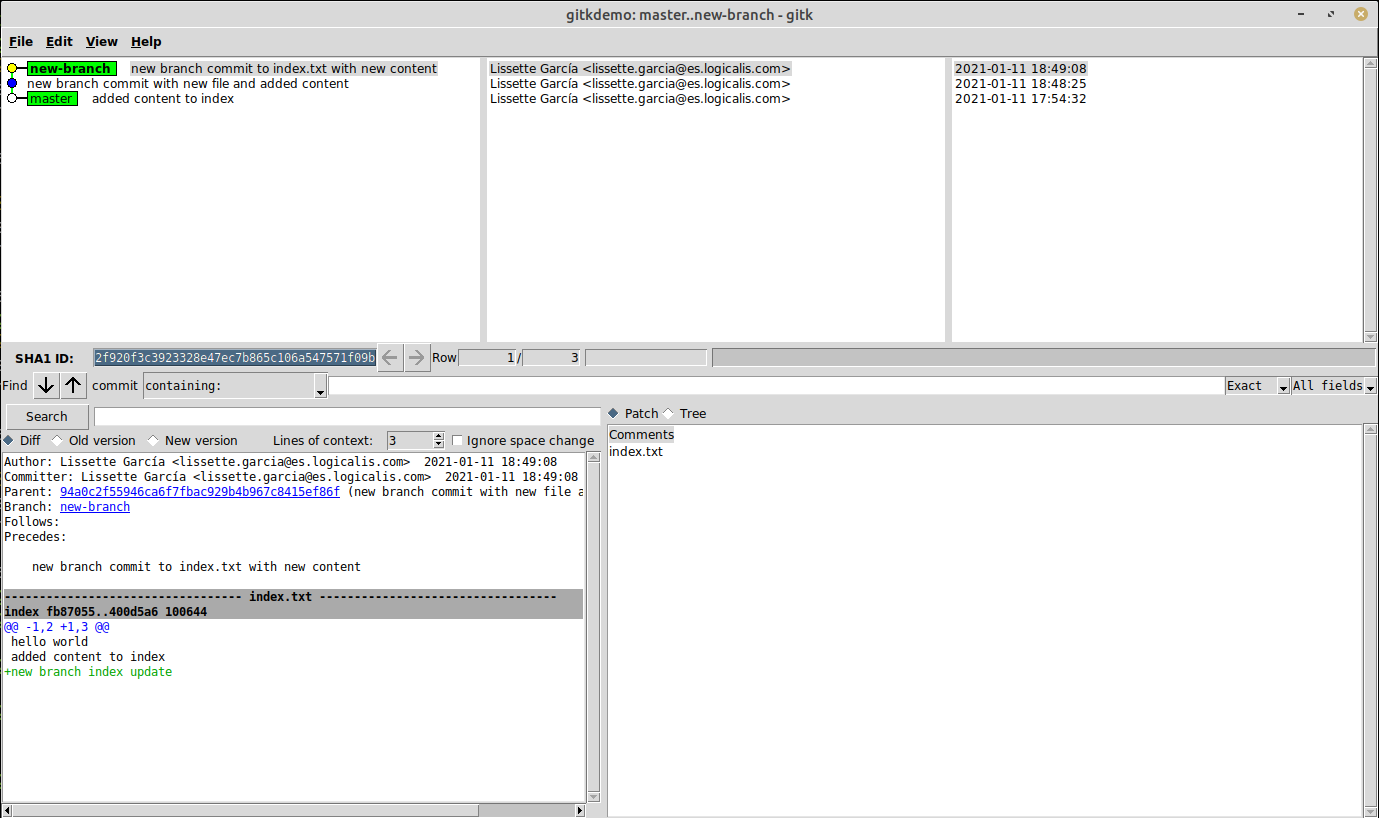 gitkdemo: master..new-branch - gitk
File Edit View Help
new-branch new branch commit to index.txt with new content Lissette García <lissette.garcia@es.logicalis.com> 2021-01-11 18:49:08
new branch commit with new file and added content Lissette García <lissette.garcia@es.logicalis.com> 2021-01-11 18:48:25
master added content to index Lissette García <lissette.garcia@es.logicalis.com> 2021-01-11 17:54:32
SHA1 ID: 2f920f3c3923328e47ec7b865c106a547571f09b Row 1 / 3
Find commit containing: Exact All fields
Search
Diff Old version New version Lines of context: 3 Ignore space change
Author: Lissette García <lissette.garcia@es.logicalis.com> 2021-01-11 18:49:08
Committer: Lissette García <lissette.garcia@es.logicalis.com> 2021-01-11 18:49:08
Parent: 94a0c2f55946ca6f7fbac929b4b967c8415ef86f (new branch commit with new file a
Branch: new-branch
Follows:
Precedes:
new branch commit to index.txt with new content
---------------------------------- index.txt ----------------------------------
index fb87055..400d5a6 100644
@@ -1,2 +1,3 @@
hello world
added content to index
+new branch index update
Patch Tree
Comments
index.txt